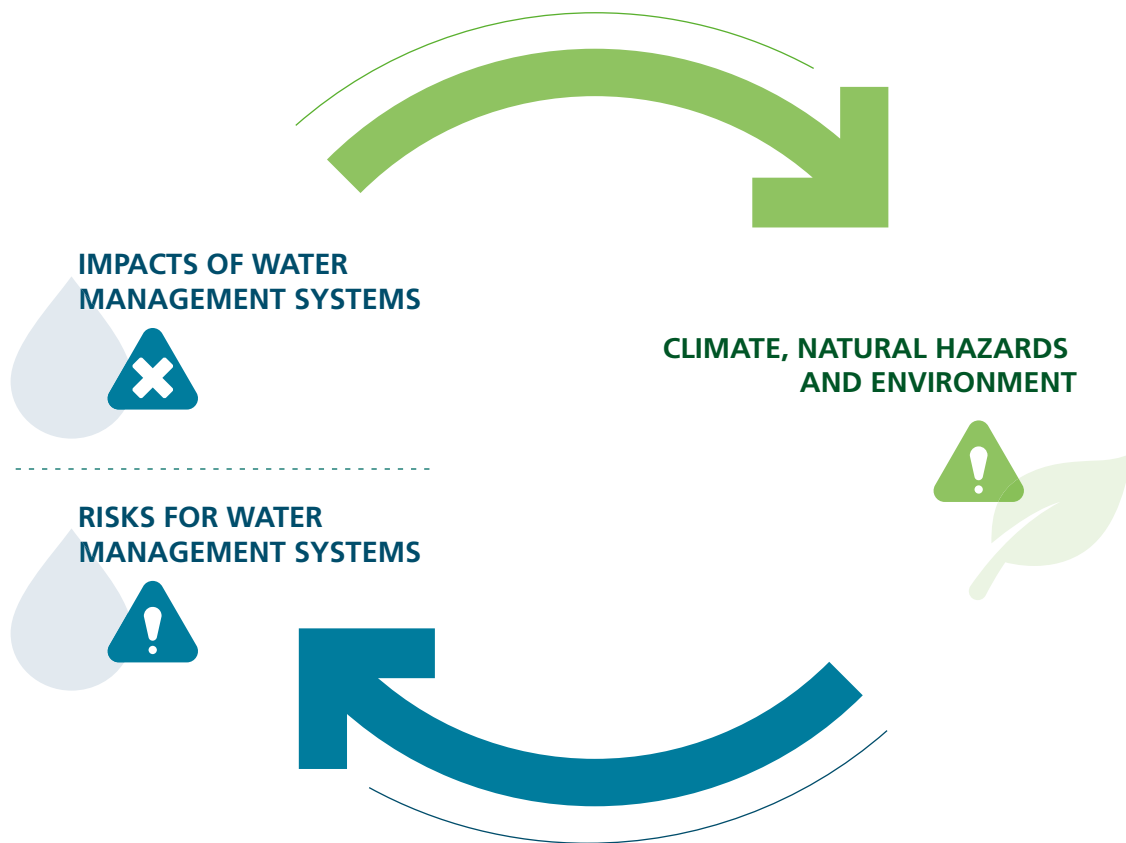 IMPACTS OF WATER
MANAGEMENT SYSTEMS
CLIMATE, NATURAL HAZARDS
AND ENVIRONMENT
RISKS FOR WATER
MANAGEMENT SYSTEMS